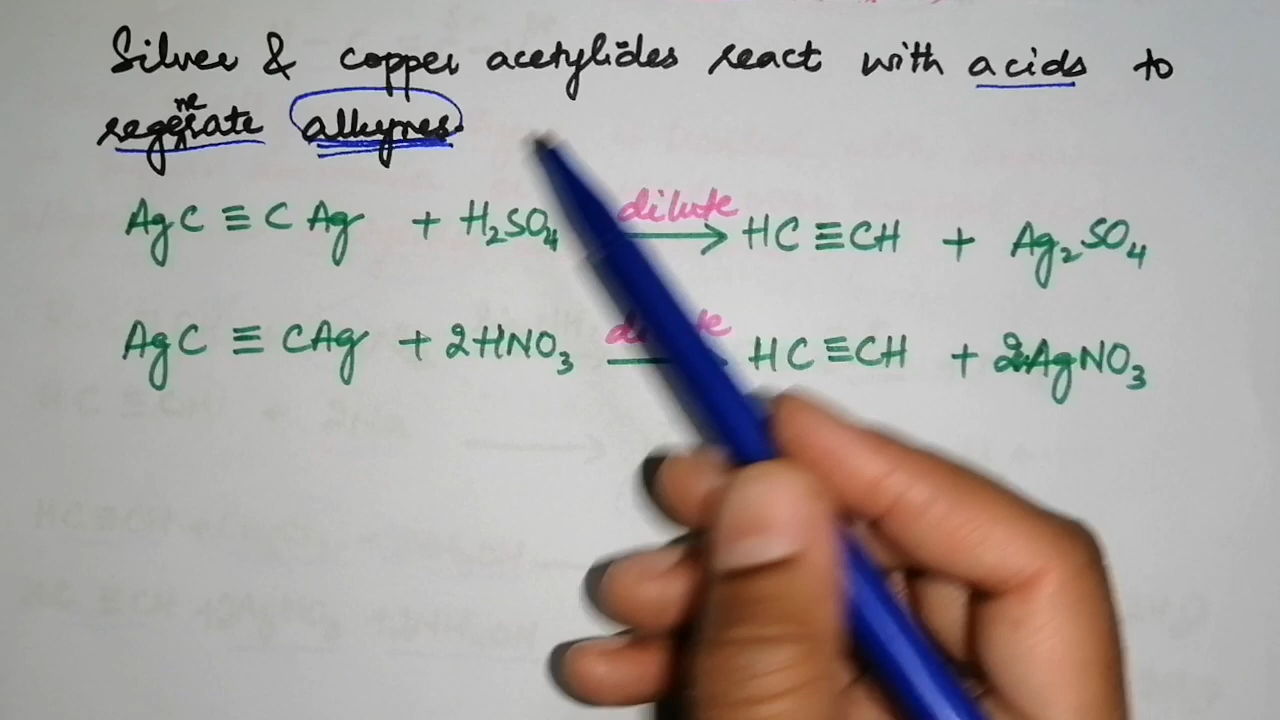 Silver & copper acetylides react with acids to
regenerate alkynes.
AgC ≡ CAg + H₂SO₄ dilute → HC ≡ CH + Ag₂SO₄
AgC ≡ CAg + 2HNO₃ dilute → HC ≡ CH + 2AgNO₃